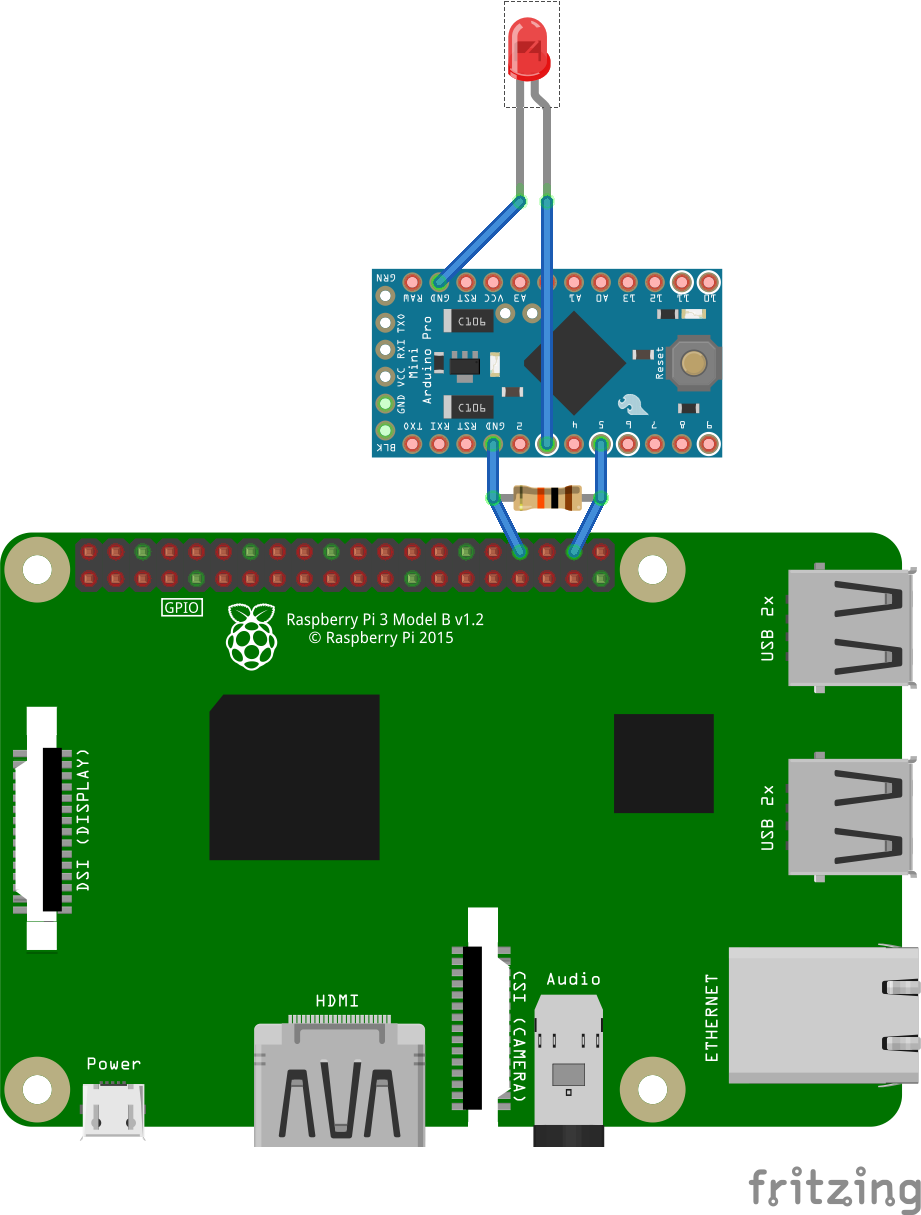 GRN
RAW GND RST VCC A3 A1 A0 13 12 11 10
TXO
RXI
VCC
GND
BLK
Arduino Pro
Mini
C106
C106
Reset
TXO RXI RST GND 2 4 5 6 7 8 9
GPIO
Raspberry Pi 3 Model B v1.2
© Raspberry Pi 2015
USB 2x
DSI (DISPLAY)
USB 2x
CSI (CAMERA)
Audio
ETHERNET
HDMI
Power
fritzing